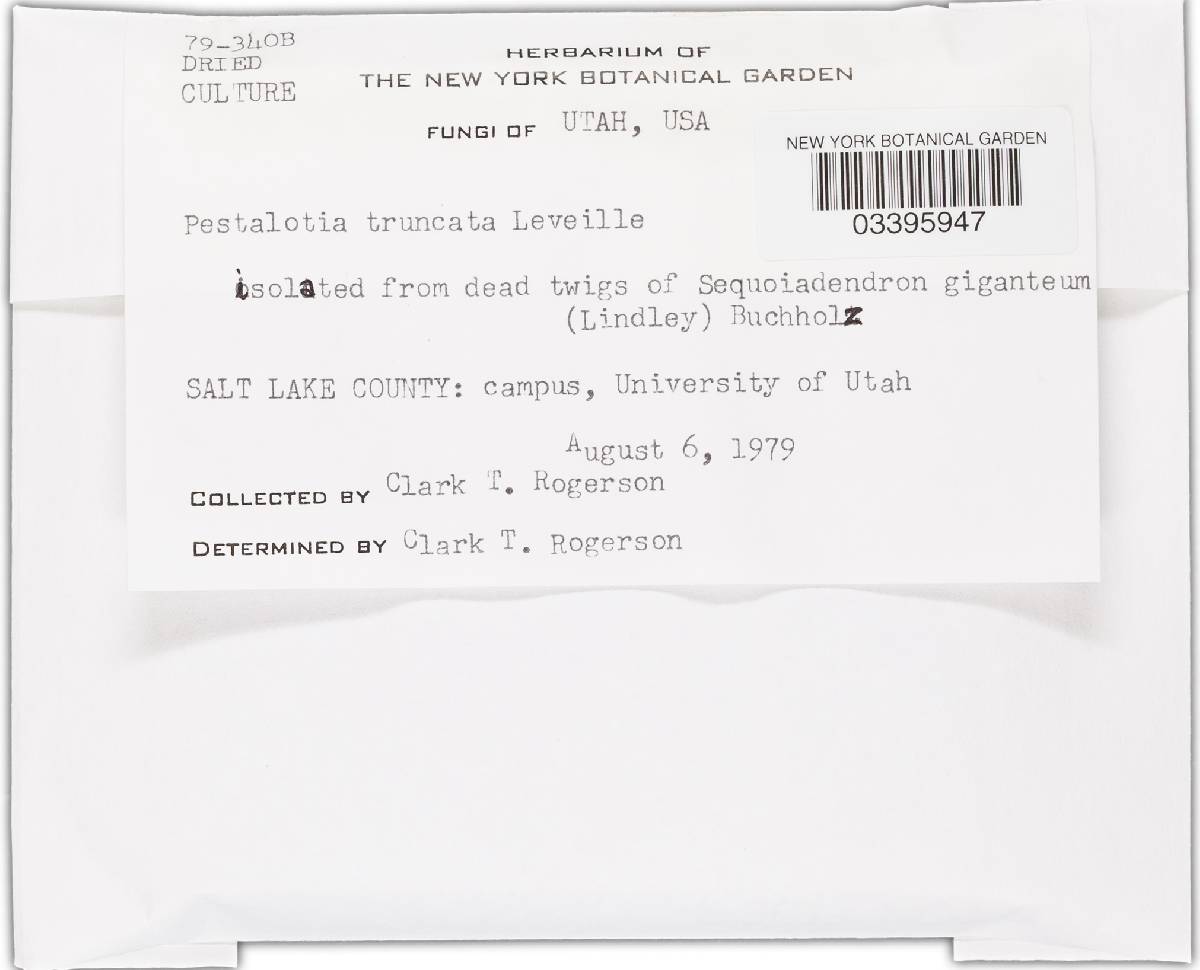 79-340B
DRIED
CULTURE
HERBARIUM OF
THE NEW YORK BOTANICAL GARDEN
FUNGI OF UTAH, USA
NEW YORK BOTANICAL GARDEN
03395947
Pestalotia truncata Leveille
isolated from dead twigs of Sequoiadendron giganteum
(Lindley) Buchholz
SALT LAKE COUNTY: campus, University of Utah
August 6, 1979
COLLECTED BY Clark T. Rogerson
DETERMINED BY Clark T. Rogerson